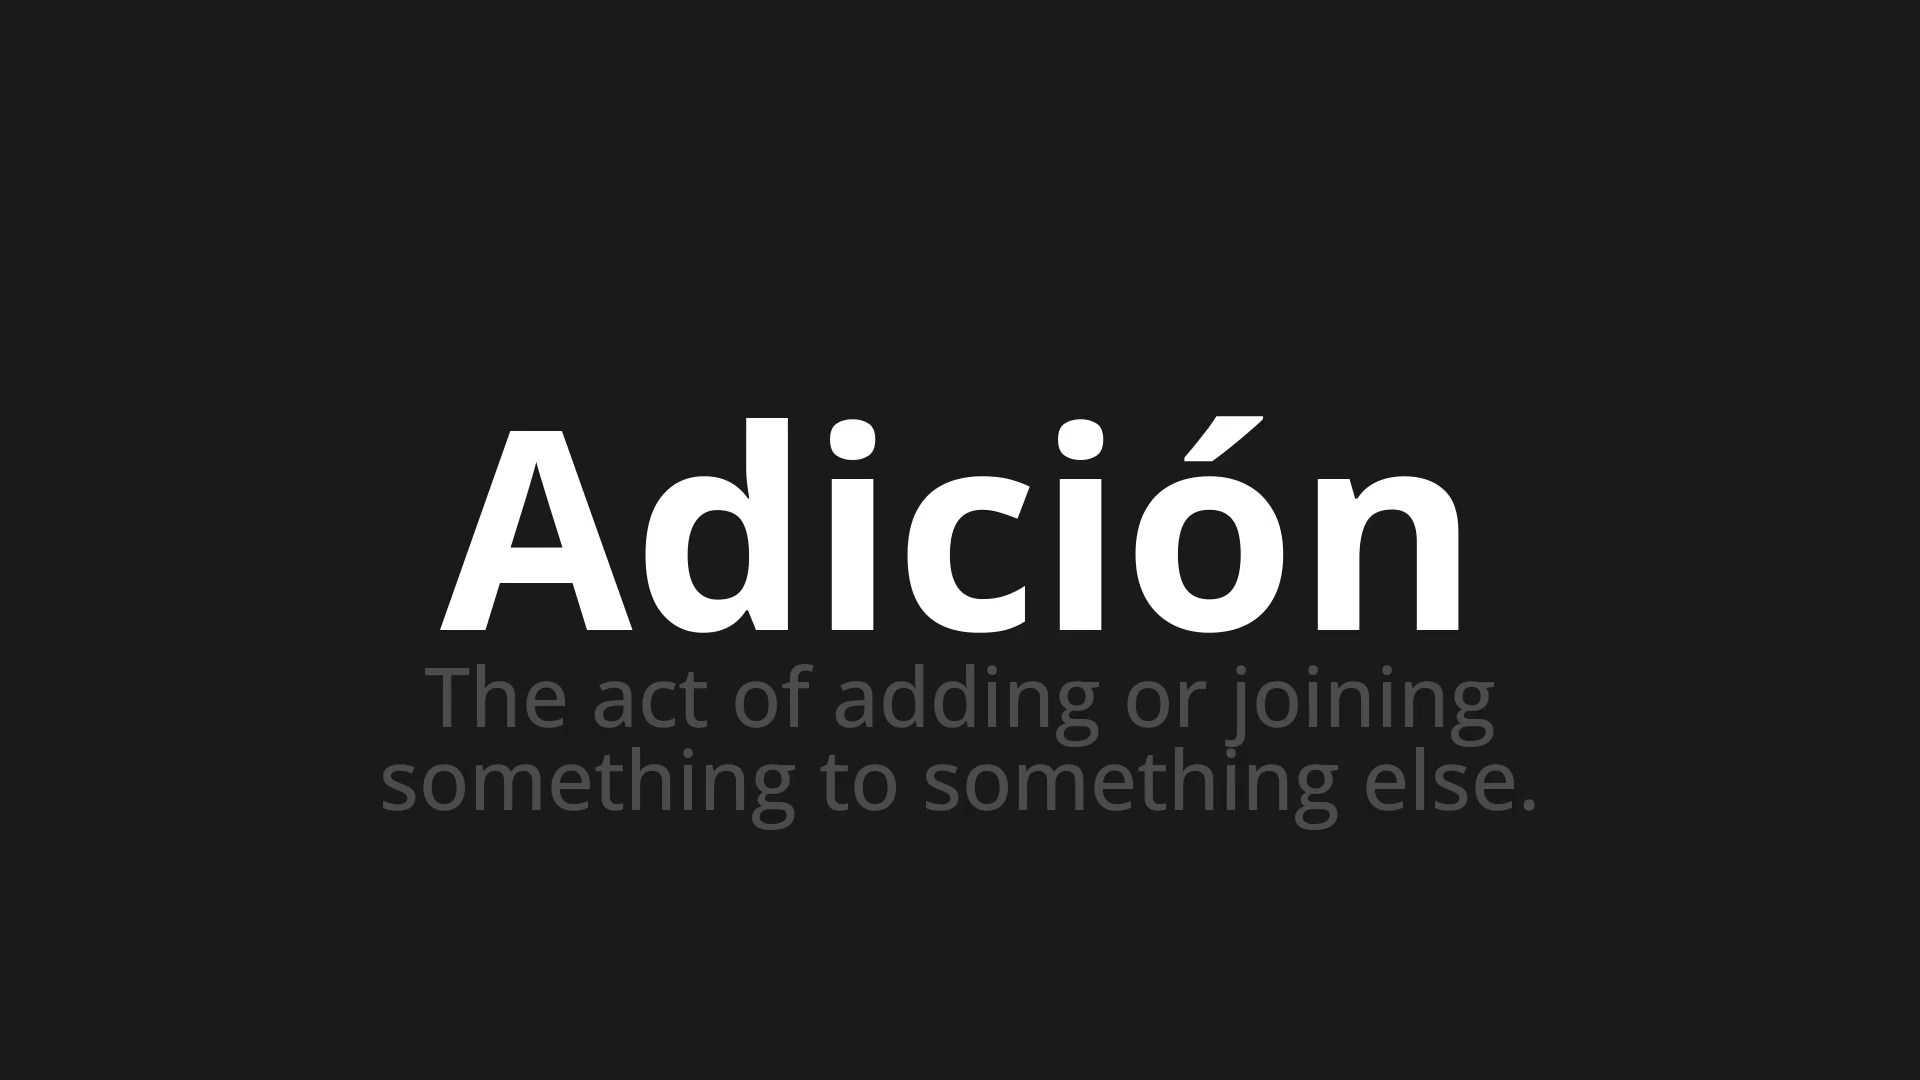 Adición
The act of adding or joining
something to something else.